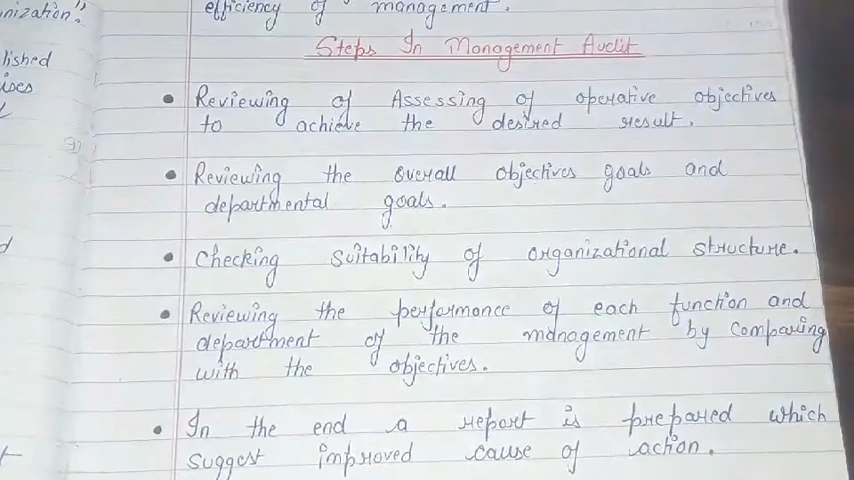 nization."
efficiency of management.
Steps In Management Audit
lished
ises
• Reviewing of Assessing of operative objectives
to achieve the desired result.
• Reviewing the overall objectives goals and
departmental goals.
• Checking suitability of organizational structure.
• Reviewing the performance of each function and
department of the management by comparing
with the objectives.
• In the end a report is prepared which
suggest improved cause of action.